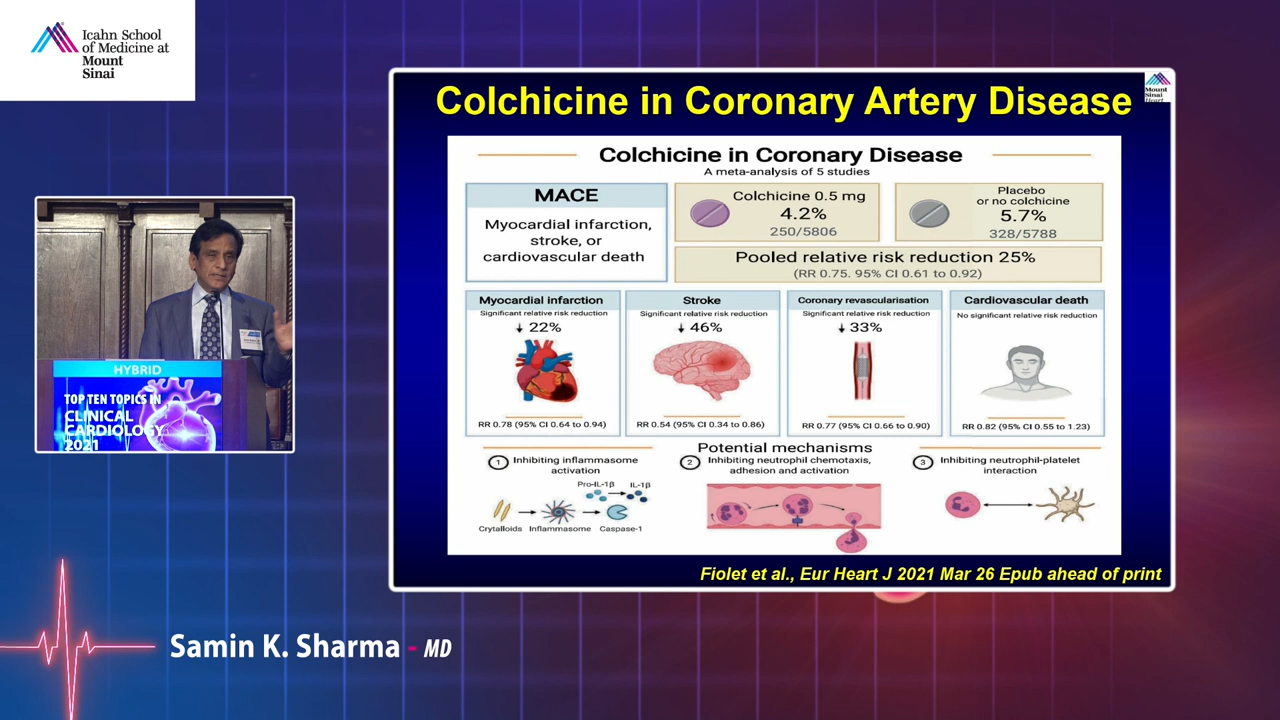 Icahn School
of Medicine at
Mount
Sinai
Colchicine in Coronary Artery Disease
Mount
Sinai
Heart
Colchicine in Coronary Disease
A meta-analysis of 5 studies
MACE
Myocardial infarction,
stroke, or
cardiovascular death
Colchicine 0.5 mg
4.2%
250/5806
Placebo
or no colchicine
5.7%
328/5788
Pooled relative risk reduction 25%
(RR 0.75. 95% CI 0.61 to 0.92)
Myocardial infarction
Significant relative risk reduction
↓ 22%
RR 0.78 (95% CI 0.64 to 0.94)
Stroke
Significant relative risk reduction
↓ 46%
RR 0.54 (95% CI 0.34 to 0.86)
Coronary revascularisation
Significant relative risk reduction
↓ 33%
RR 0.77 (95% CI 0.66 to 0.90)
Cardiovascular death
No significant relative risk reduction
RR 0.82 (95% CI 0.55 to 1.23)
Potential mechanisms
1 Inhibiting inflammasome
activation
Pro-IL-1β IL-1β
Crytalloids Inflammasome Caspase-1
2 Inhibiting neutrophil chemotaxis,
adhesion and activation
3 Inhibiting neutrophil-platelet
interaction
Fiolet et al., Eur Heart J 2021 Mar 26 Epub ahead of print
HYBRID
TOP TEN TOPICS IN
CLINICAL
CARDIOLOGY
2021
Samin K. Sharma - MD